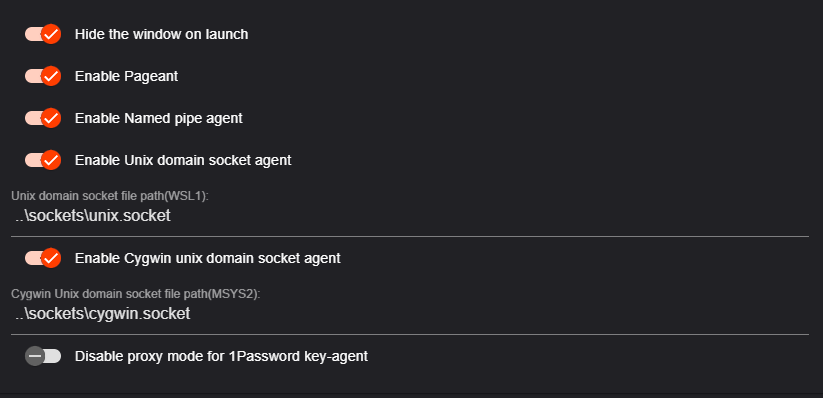 Hide the window on launch
Enable Pageant
Enable Named pipe agent
Enable Unix domain socket agent
Unix domain socket file path(WSL1):
..\sockets\unix.socket
Enable Cygwin unix domain socket agent
Cygwin Unix domain socket file path(MSYS2):
..\sockets\cygwin.socket
Disable proxy mode for 1Password key-agent